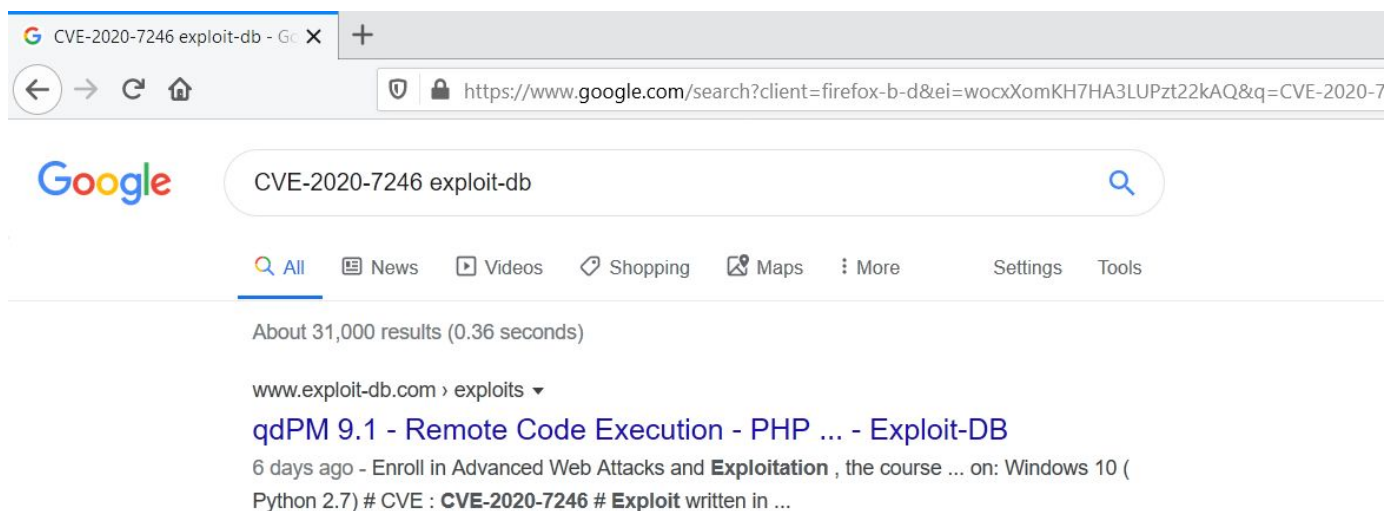 CVE-2020-7246 exploit-db - Go
https://www.google.com/search?client=firefox-b-d&ei=wocxXomKH7HA3LUPzt22kAQ&q=CVE-2020-7
Google
CVE-2020-7246 exploit-db
All News Videos Shopping Maps More Settings Tools
About 31,000 results (0.36 seconds)
www.exploit-db.com › exploits
qdPM 9.1 - Remote Code Execution - PHP ... - Exploit-DB
6 days ago - Enroll in Advanced Web Attacks and Exploitation , the course ... on: Windows 10 (
Python 2.7) # CVE : CVE-2020-7246 # Exploit written in ...